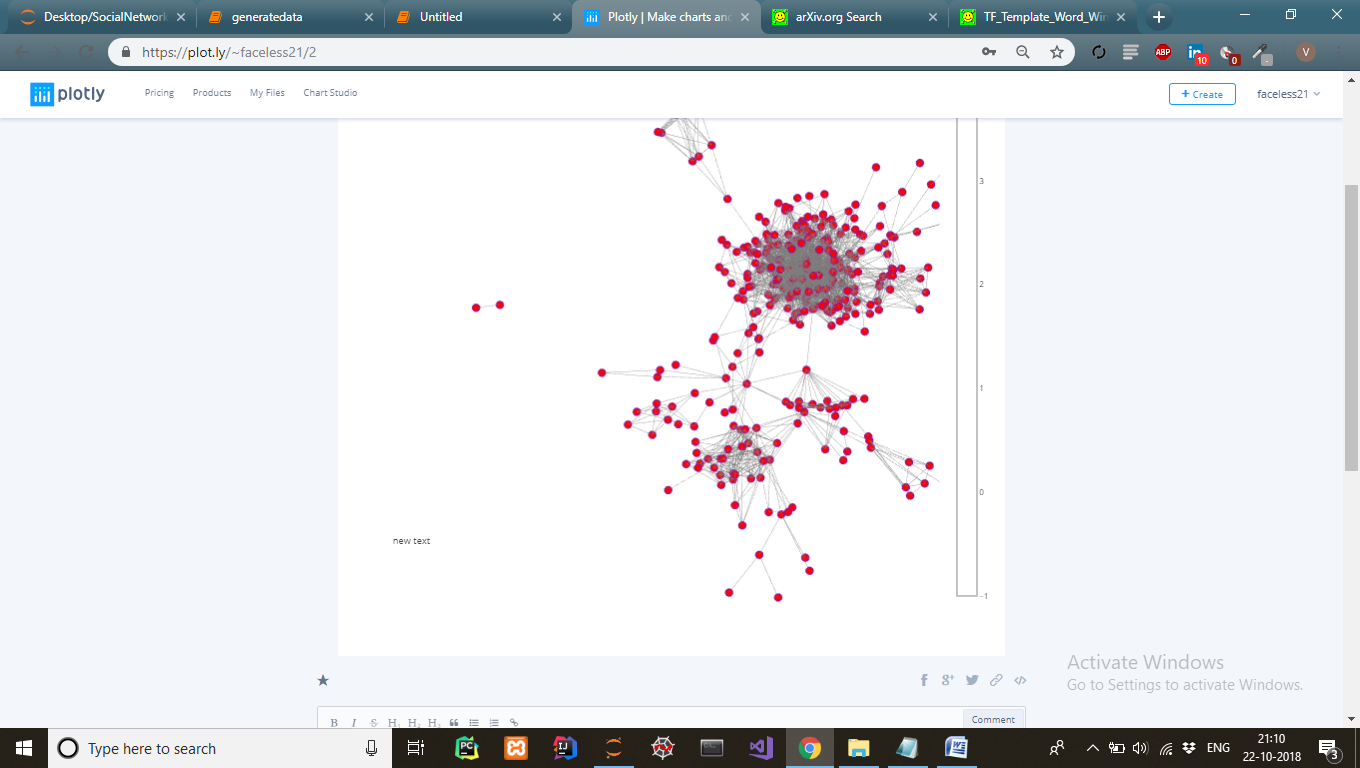 Desktop/SocialNetwork
generatedata
Untitled
Plotly | Make charts and
arXiv.org Search
TF_Template_Word_Win
https://plot.ly/~faceless21/2
ABP
10
0
V
plotly
Pricing
Products
My Files
Chart Studio
+ Create
faceless21
3
2
1
0
−1
new text
Activate Windows
Go to Settings to activate Windows.
B I S H1 H2 H3
Comment
Type here to search
ENG
21:10
22-10-2018
3